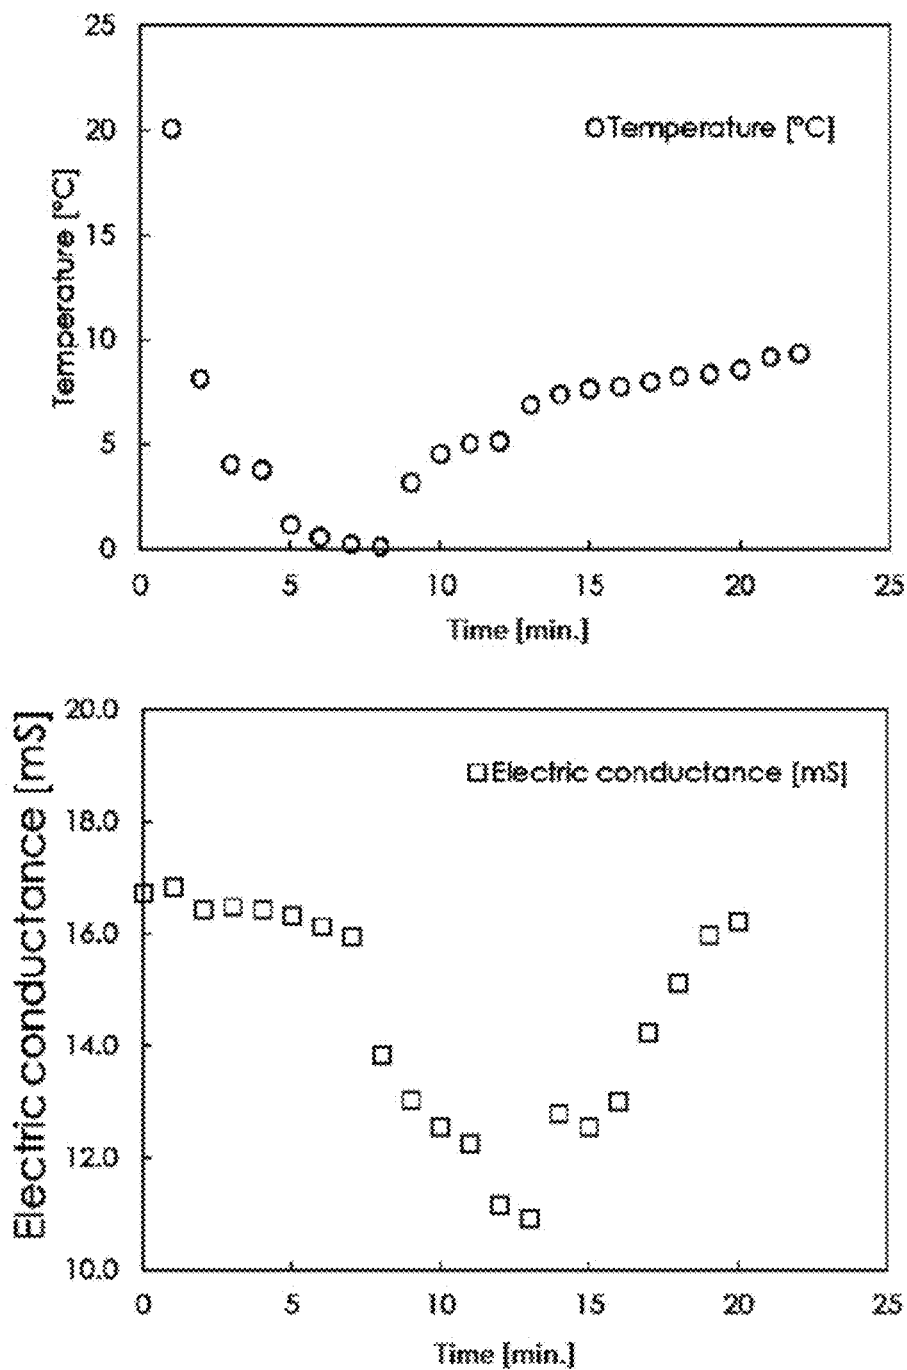 25
20
15
10
5
0
Temperature [°C]
Temperature [°C]
0 5 10 15 20 25
Time [min.]
20.0
18.0
16.0
14.0
12.0
10.0
Electric conductance [mS]
Electric conductance [mS]
0 5 10 15 20 25
Time [min.]